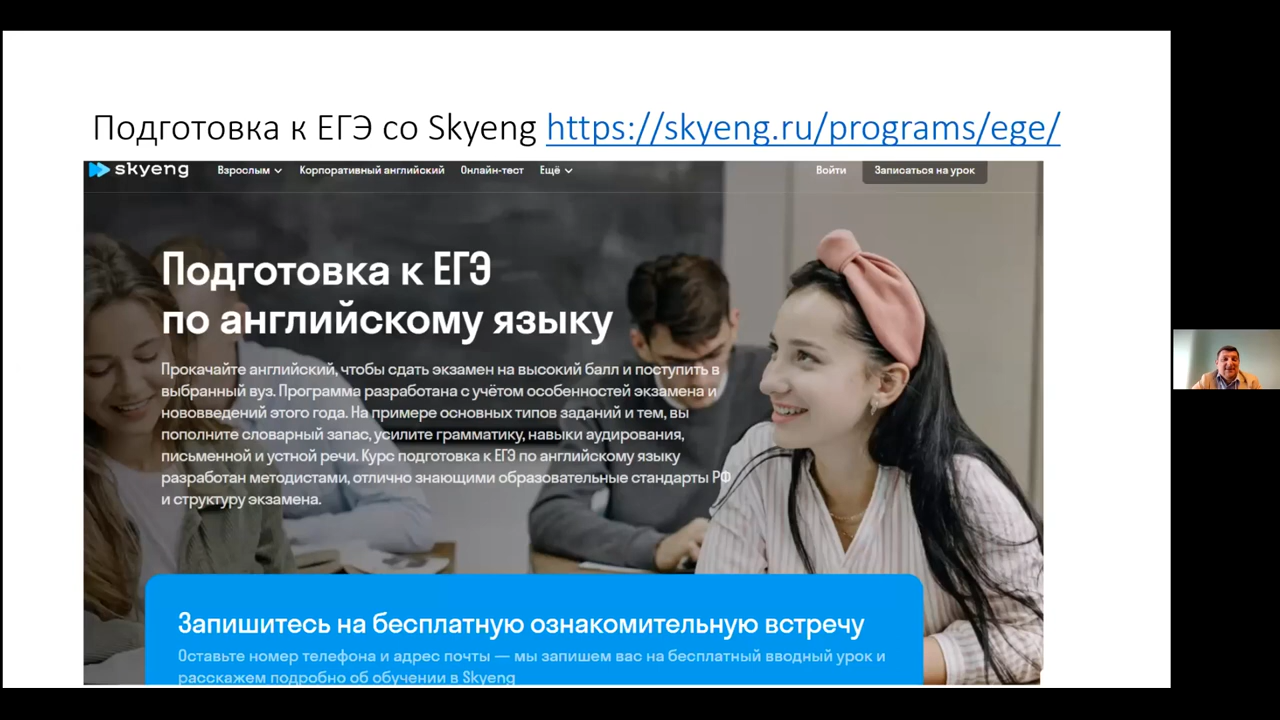 Подготовка к ЕГЭ со Skyeng https://skyeng.ru/programs/ege/
skyeng Взрослым Корпоративный английский Онлайн-тест Ещё Войти Записаться на урок
Подготовка к ЕГЭ
по английскому языку
Прокачайте английский, чтобы сдать экзамен на высокий балл и поступить в
выбранный вуз. Программа разработана с учётом особенностей экзамена и
нововведений этого года. На примере основных типов заданий и тем, вы
пополните словарный запас, усилите грамматику, навыки аудирования,
письменной и устной речи. Курс подготовки к ЕГЭ по английскому языку
разработан методистами, отлично знающими образовательные стандарты РФ
и структуру экзамена.
Запишитесь на бесплатную ознакомительную встречу
Оставьте номер телефона и адрес почты — мы запишем вас на бесплатный вводный урок и
расскажем подробно об обучении в Skyeng